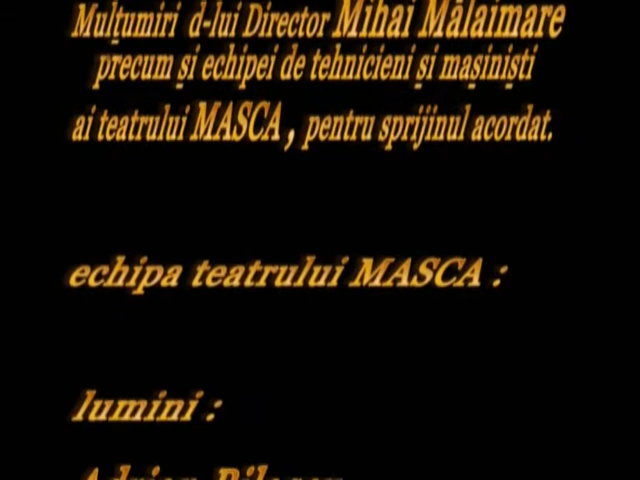 Mulțumiri d-lui Director Mihai Mălaimare
precum și echipei de tehnicieni și mașiniști
ai teatrului MASCA , pentru sprijinul acordat.
echipa teatrului MASCA :
lumini :
Adrian